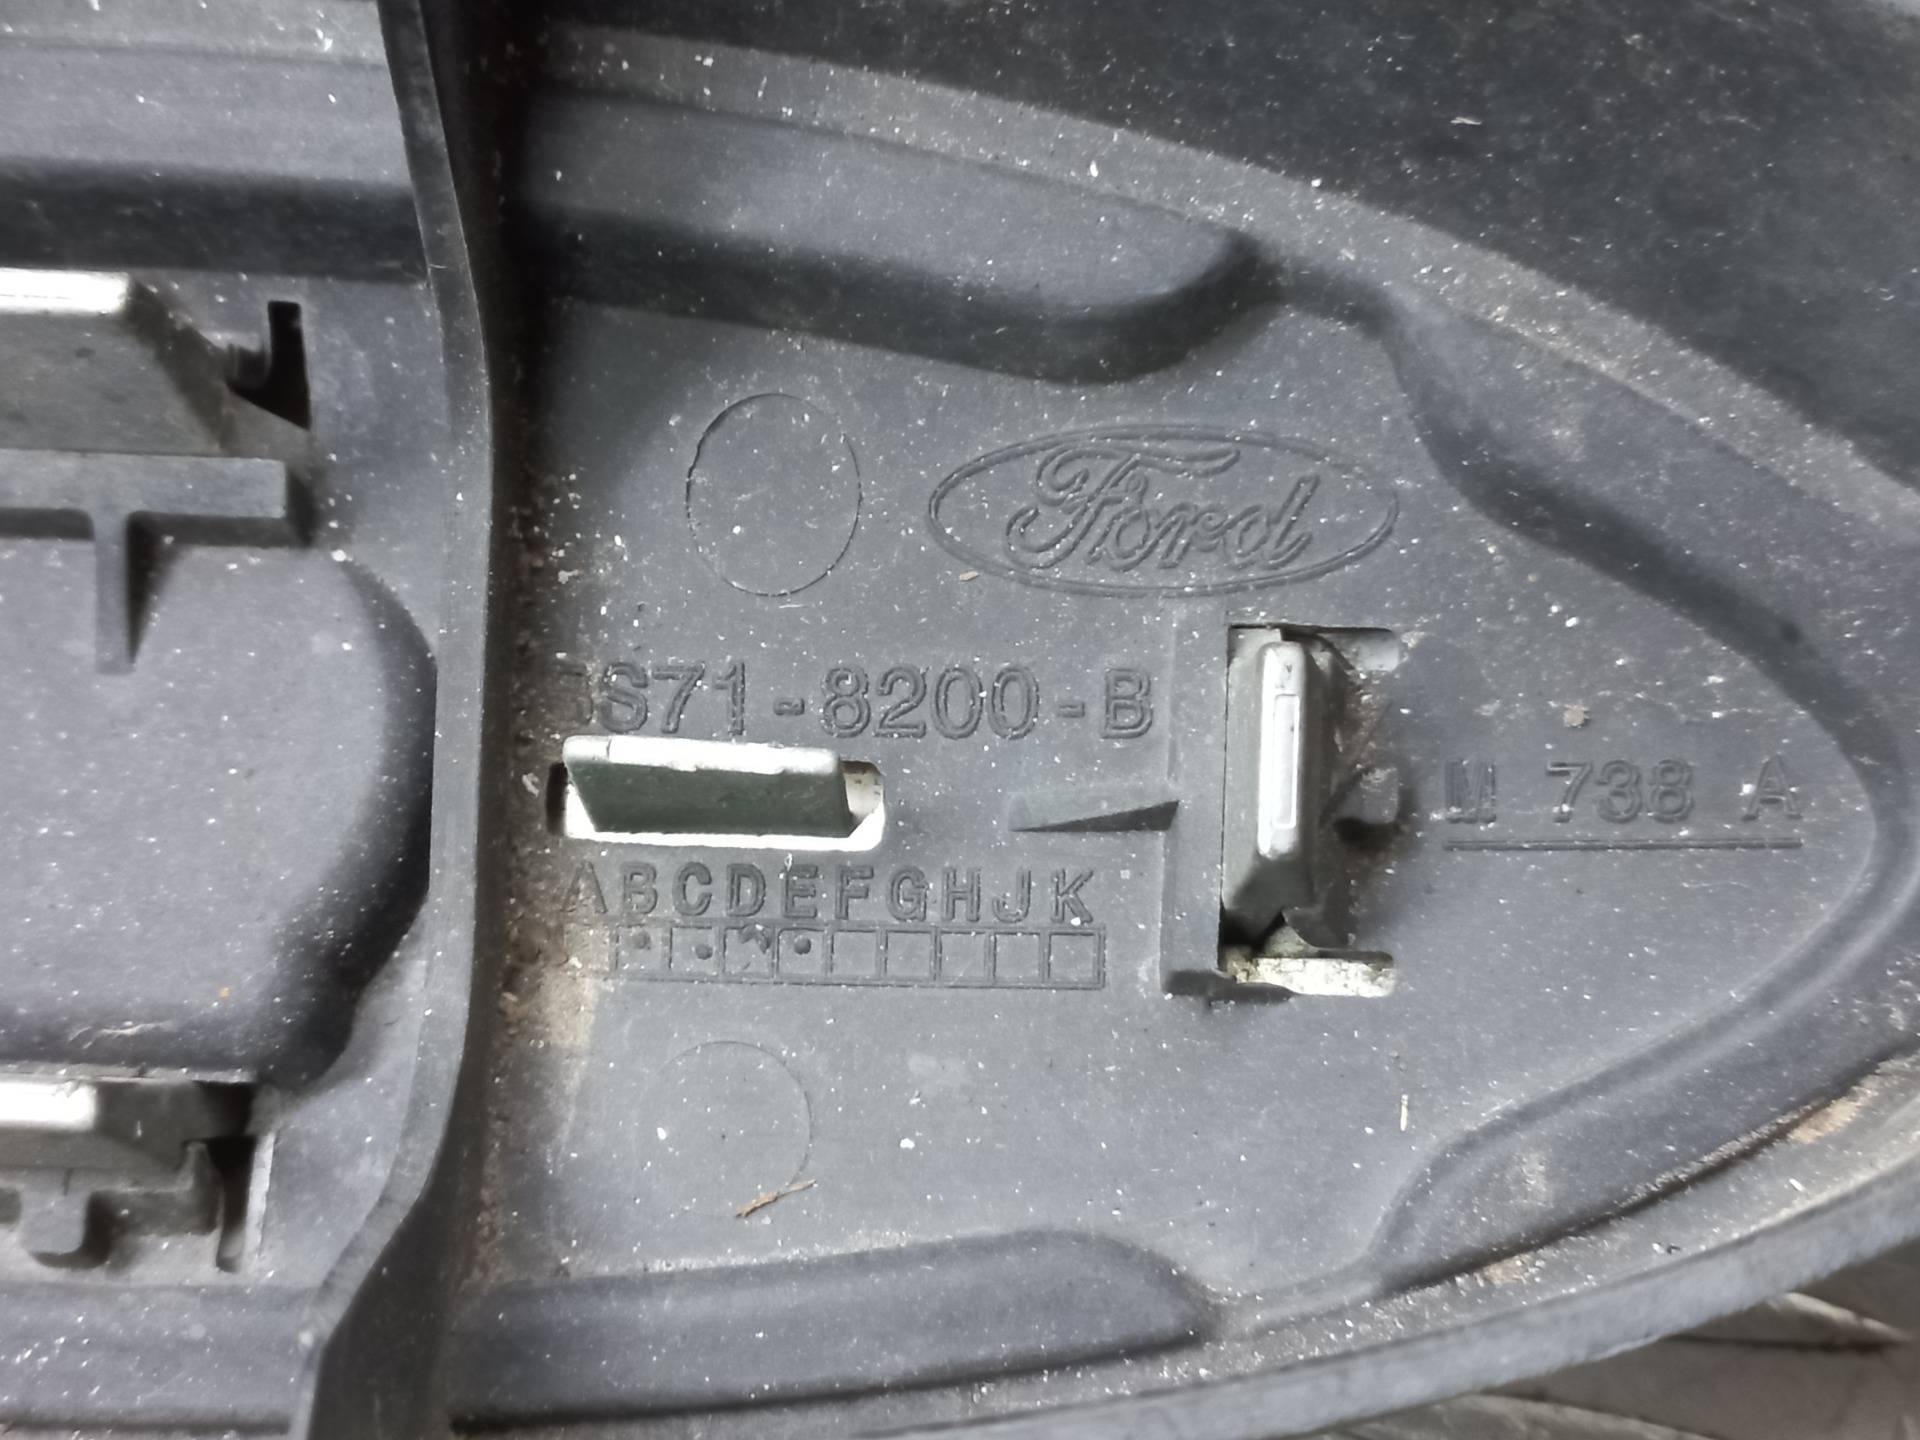 Ford
S71-8200-B
M 738 A
ABCDEFGHJK